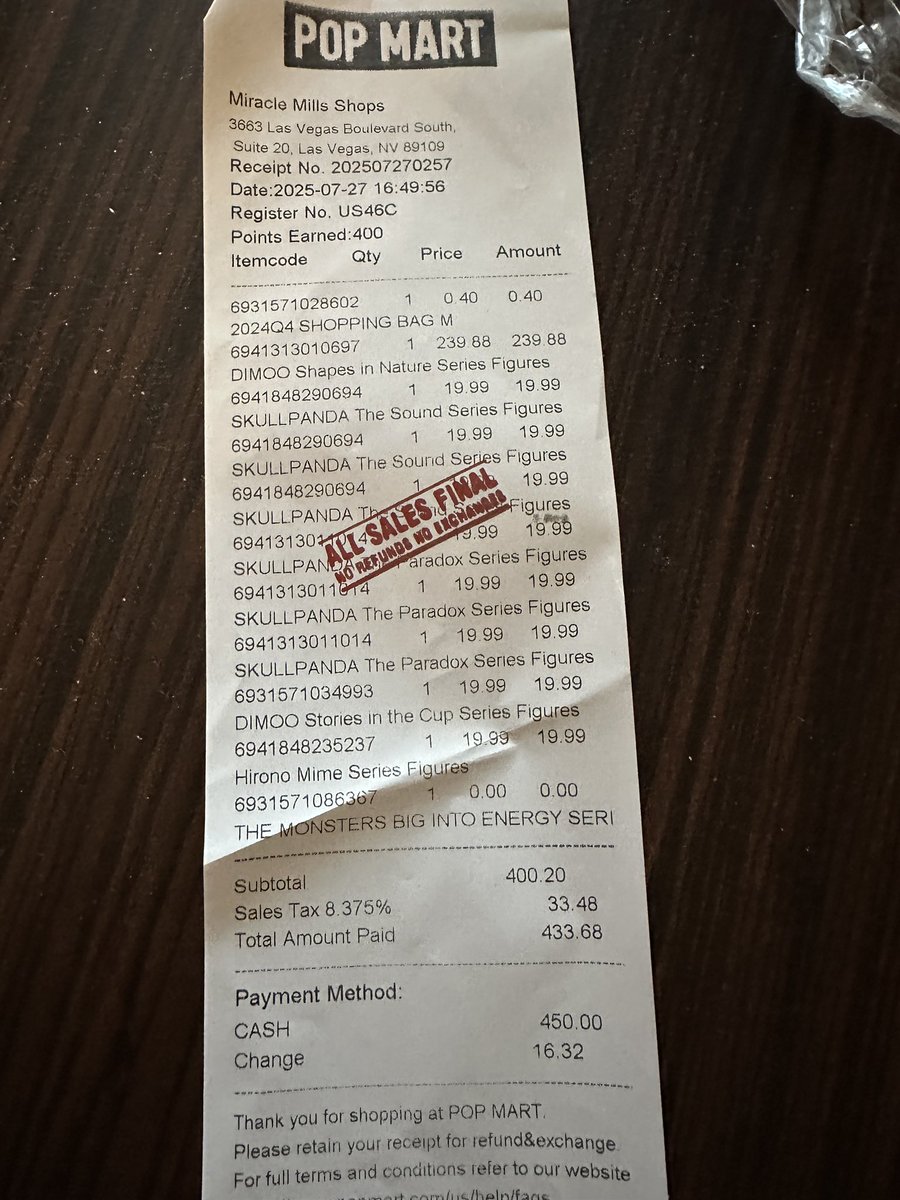 POP MART
Miracle Mills Shops
3663 Las Vegas Boulevard South,
Suite 20, Las Vegas, NV 89109
Receipt No. 202507270257
Date:2025-07-27 16:49:56
Register No. US46C
Points Earned:400
Itemcode Qty Price Amount
6931571028602 1 0.40 0.40
2024Q4 SHOPPING BAG M
6941313010697 1 239.88 239.88
DIMOO Shapes in Nature Series Figures
6941848290694 1 19.99 19.99
SKULLPANDA The Sound Series Figures
6941848290694 1 19.99 19.99
SKULLPANDA The Sound Series Figures
6941848290694 1 19.99
SKULLPANDA Figures
19.99 19.99
ALL SALES FINAL
NO REFUNDS NO EXCHANGES
SKULLPANDA Paradox Series Figures
6941313011014 1 19.99 19.99
SKULLPANDA The Paradox Series Figures
6941313011014 1 19.99 19.99
SKULLPANDA The Paradox Series Figures
6931571034993 1 19.99 19.99
DIMOO Stories in the Cup Series Figures
6941848235237 1 19.99 19.99
Hirono Mime Series Figures
6931571086367 1 0.00 0.00
THE MONSTERS BIG INTO ENERGY SERI
Subtotal 400.20
Sales Tax 8.375% 33.48
Total Amount Paid 433.68
Payment Method:
CASH 450.00
Change 16.32
Thank you for shopping at POP MART.
Please retain your receipt for refund&exchange
For full terms and conditions refer to our website